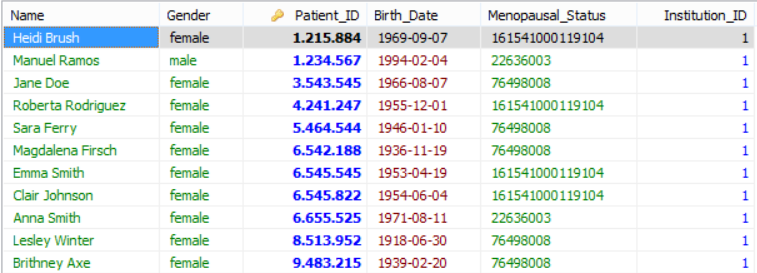 Name Gender Patient_ID Birth_Date Menopausal_Status Institution_ID
Heidi Brush female 1.215.884 1969-09-07 161541000119104 1
Manuel Ramos male 1.234.567 1994-02-04 22636003 1
Jane Doe female 3.543.545 1966-08-07 76498008 1
Roberta Rodriguez female 4.241.247 1955-12-01 161541000119104 1
Sara Ferry female 5.464.544 1946-01-10 76498008 1
Magdalena Firsch female 6.542.188 1936-11-19 76498008 1
Emma Smith female 6.545.545 1953-04-19 161541000119104 1
Clair Johnson female 6.545.822 1954-06-04 161541000119104 1
Anna Smith female 6.655.525 1971-08-11 22636003 1
Lesley Winter female 8.513.952 1918-06-30 76498008 1
Brithney Axe female 9.483.215 1939-02-20 76498008 1